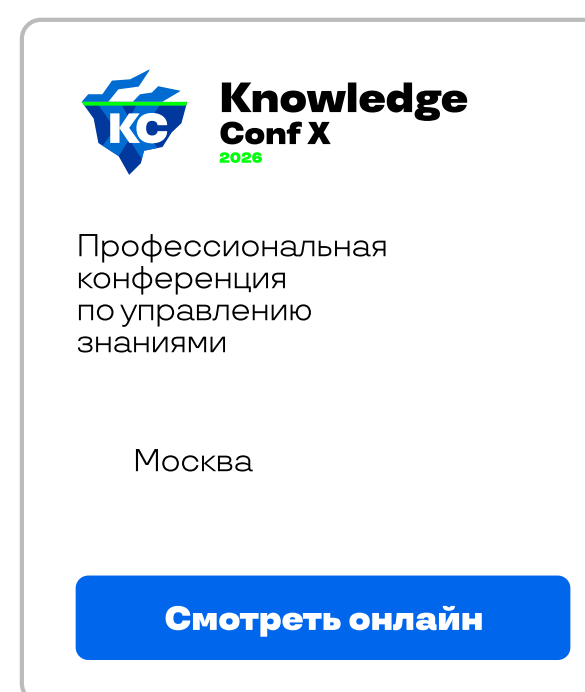 KC
Knowledge
Conf X
2026
Профессиональная
конференция
по управлению
знаниями
Москва
Смотреть онлайн